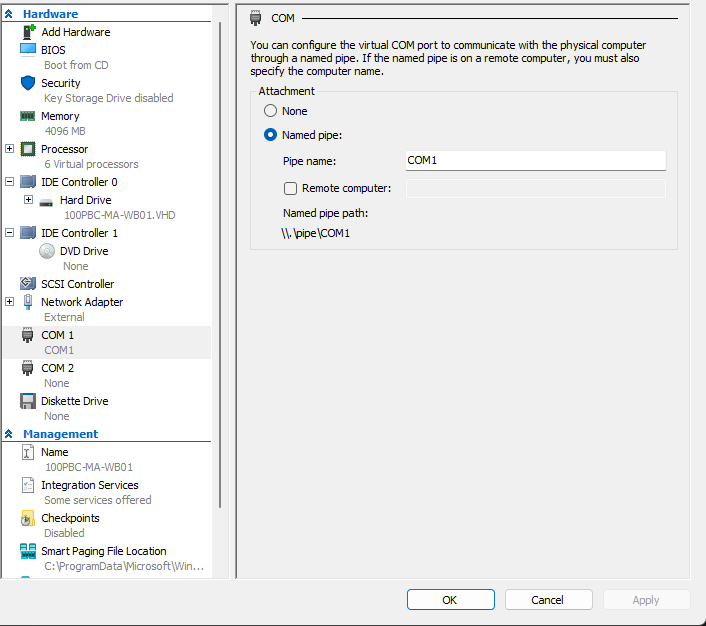 Hardware
Add Hardware
BIOS
Boot from CD
Security
Key Storage Drive disabled
Memory
4096 MB
Processor
6 Virtual processors
IDE Controller 0
Hard Drive
100PBC-MA-WB01.VHD
IDE Controller 1
DVD Drive
None
SCSI Controller
Network Adapter
External
COM 1
COM1
COM 2
None
Diskette Drive
None
Management
Name
100PBC-MA-WB01
Integration Services
Some services offered
Checkpoints
Disabled
Smart Paging File Location
C:\ProgramData\Microsoft\Win...
COM
You can configure the virtual COM port to communicate with the physical computer
through a named pipe. If the named pipe is on a remote computer, you must also
specify the computer name.
Attachment
None
Named pipe:
Pipe name: COM1
Remote computer:
Named pipe path:
\\.\pipe\COM1
OK Cancel Apply